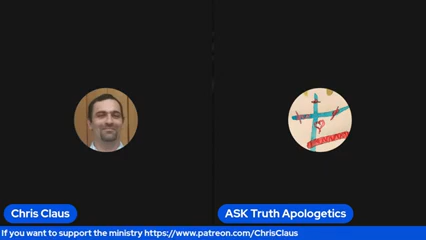 Chris Claus
ASK Truth Apologetics
If you want to support the ministry https://www.patreon.com/ChrisClaus